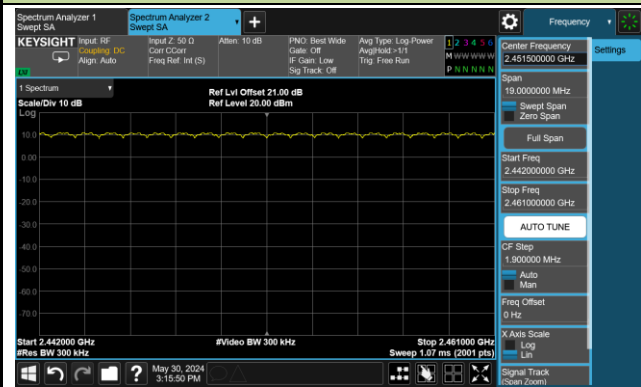 Spectrum Analyzer 1
Swept SA
Spectrum Analyzer 2
Swept SA
Frequency
KEYSIGHT
Input: RF
Coupling: DC
Align: Auto
Input Z: 50 Ω
Corr CCorr
Freq Ref: Int (S)
Atten: 10 dB
PNO: Best Wide
Gate: Off
IF Gain: Low
Sig Track: Off
Avg Type: Log-Power
Avg|Hold:>1/1
Trig: Free Run
1 2 3 4 5 6
M W W W W W
P N N N N N
1 Spectrum
Scale/Div 10 dB
Log
Ref Lvl Offset 21.00 dB
Ref Level 20.00 dBm
10.0
0.00
-10.0
-20.0
-30.0
-40.0
-50.0
-60.0
-70.0
Start 2.442000 GHz
#Res BW 300 kHz
#Video BW 300 kHz
Stop 2.461000 GHz
Sweep 1.07 ms (2001 pts)
May 30, 2024
3:15:50 PM
Center Frequency
2.451500000 GHz
Settings
Span
19.0000000 MHz
Swept Span
Zero Span
Full Span
Start Freq
2.442000000 GHz
Stop Freq
2.461000000 GHz
AUTO TUNE
CF Step
1.900000 MHz
Auto
Man
Freq Offset
0 Hz
X Axis Scale
Log
Lin
Signal Track
(Span Zoom)